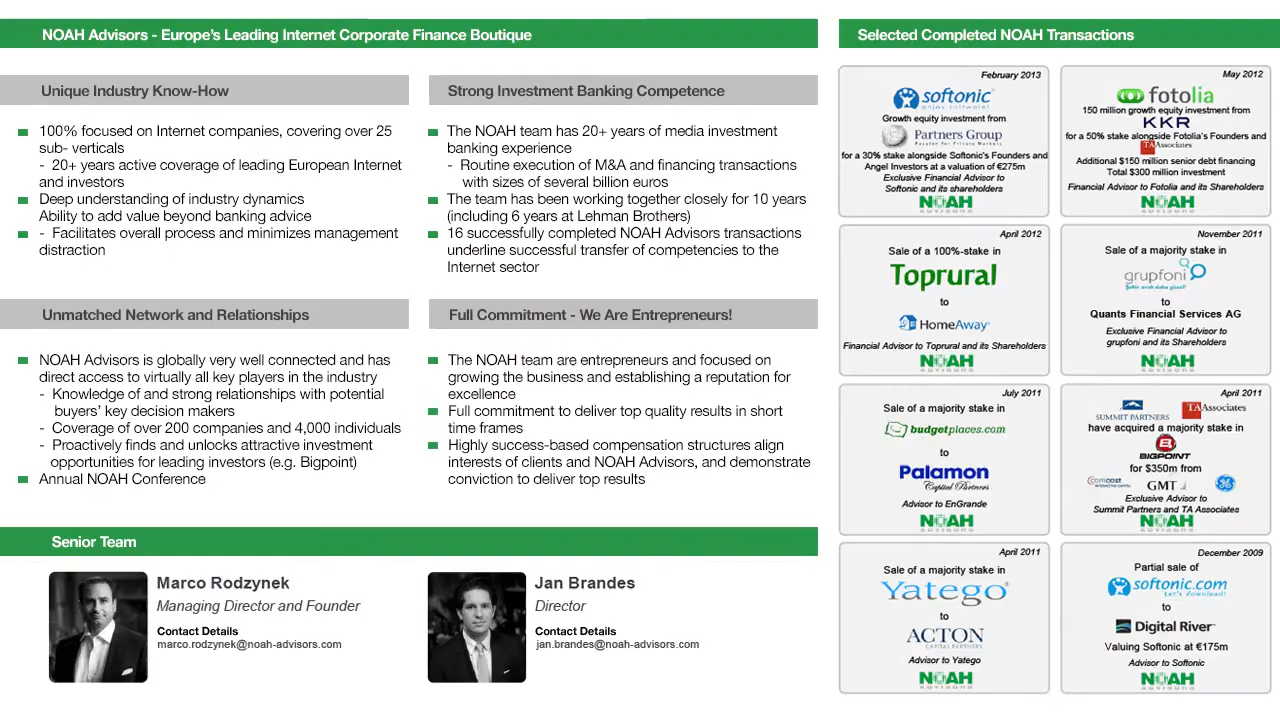 NOAH Advisors - Europe's Leading Internet Corporate Finance Boutique
Unique Industry Know-How
100% focused on Internet companies, covering over 25
sub- verticals
- 20+ years active coverage of leading European Internet
and investors
Deep understanding of industry dynamics
Ability to add value beyond banking advice
- Facilitates overall process and minimizes management
distraction
Strong Investment Banking Competence
The NOAH team has 20+ years of media investment
banking experience
- Routine execution of M&A and financing transactions
with sizes of several billion euros
The team has been working together closely for 10 years
(including 6 years at Lehman Brothers)
16 successfully completed NOAH Advisors transactions
underline successful transfer of competencies to the
Internet sector
Unmatched Network and Relationships
NOAH Advisors is globally very well connected and has
direct access to virtually all key players in the industry
- Knowledge of and strong relationships with potential
buyers' key decision makers
- Coverage of over 200 companies and 4,000 individuals
- Proactively finds and unlocks attractive investment
opportunities for leading investors (e.g. Bigpoint)
Annual NOAH Conference
Full Commitment - We Are Entrepreneurs!
The NOAH team are entrepreneurs and focused on
growing the business and establishing a reputation for
excellence
Full commitment to deliver top quality results in short
time frames
Highly success-based compensation structures align
interests of clients and NOAH Advisors, and demonstrate
conviction to deliver top results
Senior Team
Marco Rodzynek
Managing Director and Founder
Contact Details
marco.rodzynek@noah-advisors.com
Jan Brandes
Director
Contact Details
jan.brandes@noah-advisors.com
Selected Completed NOAH Transactions
February 2013
softonic
enjoy software!
Growth equity investment from
Partners Group
Passion for Private Markets
for a 30% stake alongside Softonic's Founders and
Angel Investors at a valuation of €275m
Exclusive Financial Advisor to
Softonic and its shareholders
NOAH
ADVISORS
May 2012
fotolia
150 million growth equity investment from
KKR
for a 50% stake alongside Fotolia's Founders and
TA Associates
Additional $150 million senior debt financing
Total $300 million investment
Financial Advisor to Fotolia and its Shareholders
NOAH
ADVISORS
April 2012
Sale of a 100%-stake in
Toprural
to
HomeAway
Financial Advisor to Toprural and its Shareholders
NOAH
November 2011
Sale of a majority stake in
grupfoni
to
Quants Financial Services AG
Exclusive Financial Advisor to
grupfoni and its Shareholders
NOAH
July 2011
Sale of a majority stake in
budgetplaces.com
to
Palamon
Capital Partners
Advisor to EnGrande
NOAH
April 2011
SUMMIT PARTNERS
TA Associates
have acquired a majority stake in
BIGPOINT
for $350m from
comcast
INTERACTIVE CAPITAL
GMT
GE
Exclusive Advisor to
Summit Partners and TA Associates
NOAH
April 2011
Sale of a majority stake in
Yatego®
to
ACTON
CAPITAL PARTNERS
Advisor to Yatego
NOAH
ADVISORS
December 2009
Partial sale of
softonic.com
Let's download!
to
Digital River
Valuing Softonic at €175m
Advisor to Softonic
NOAH
ADVISORS